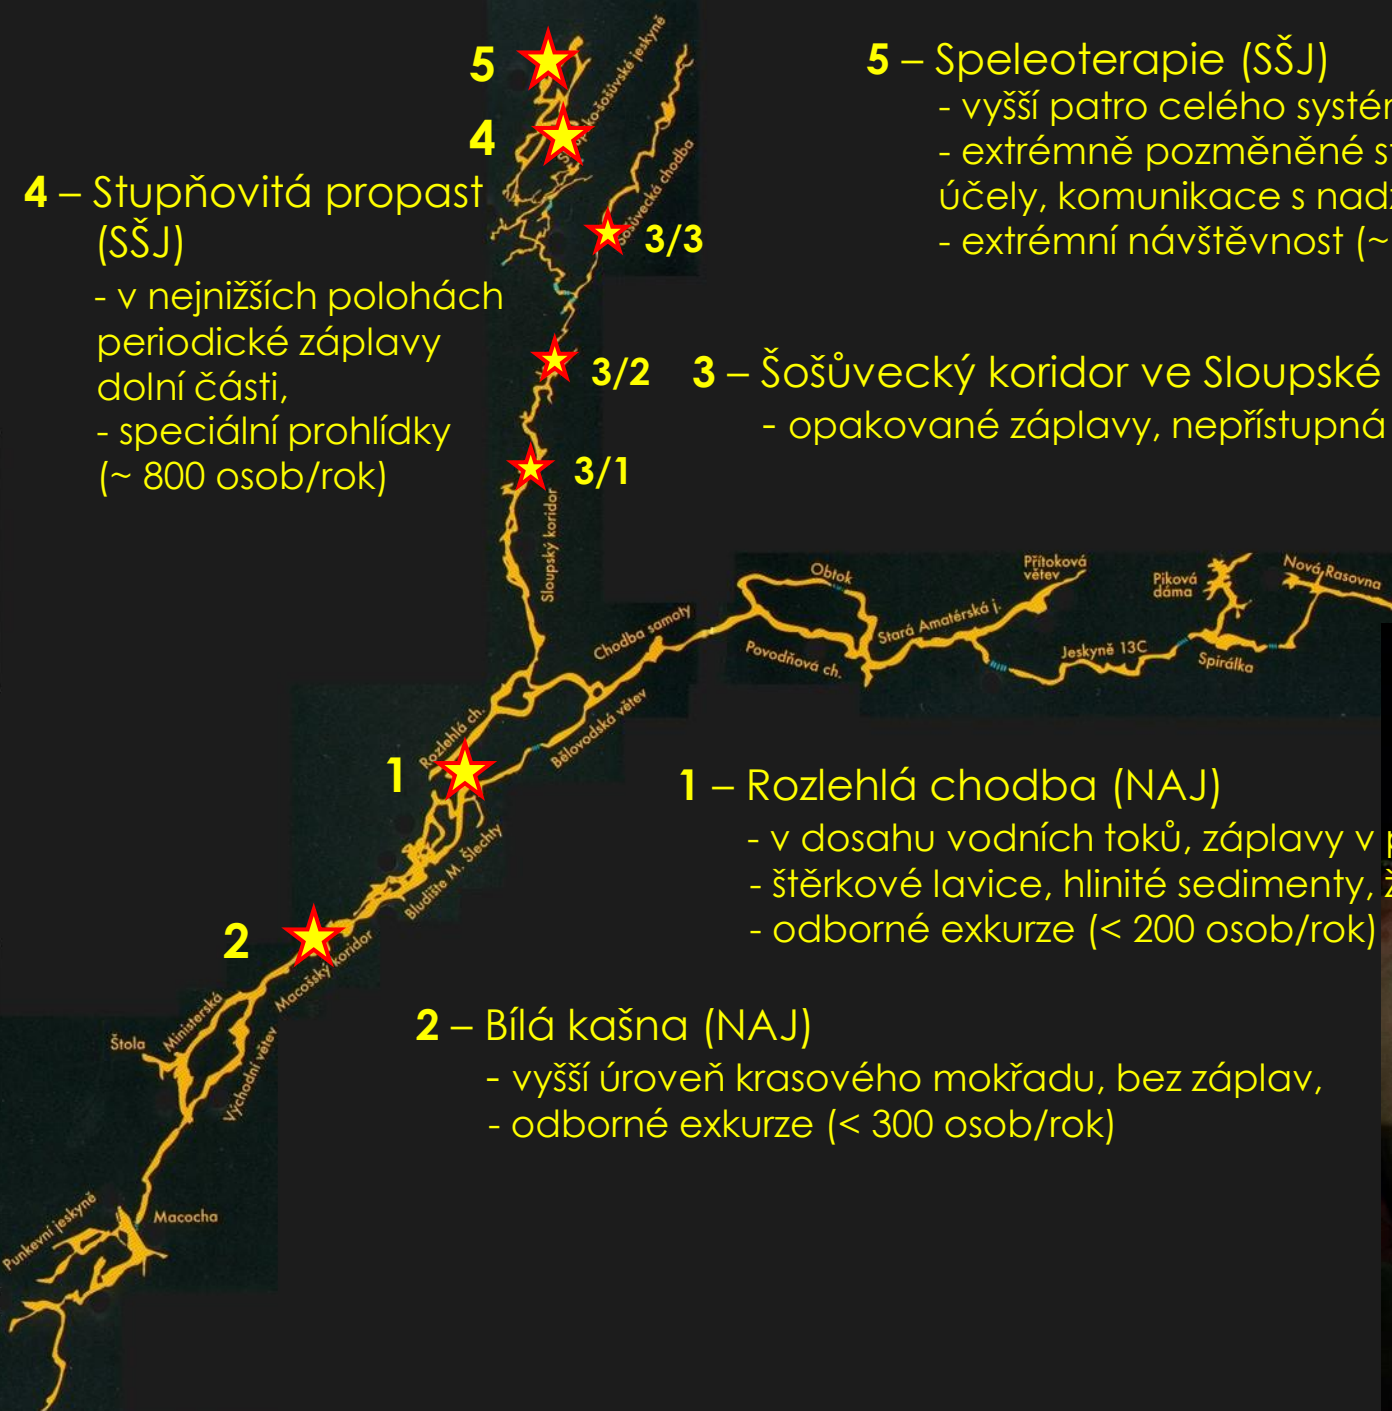 5
4
3/3
3/2
3/1
1
2
5 – Speleoterapie (SŠJ)
- vyšší patro celého
- extrémně pozměněné
účely, komunikace s
- extrémní návštěvnost (~
4 – Stupňovitá propast
(SŠJ)
- v nejnižších polohách
periodické záplavy
dolní části,
- speciální prohlídky
(~ 800 osob/rok)
3 – Šošůvecký koridor ve Sloupské
- opakované záplavy, nepřístupná
1 – Rozlehlá chodba (NAJ)
- v dosahu vodních toků, záplavy v
- štěrkové lavice, hlinité sedimenty,
- odborné exkurze (< 200 osob/rok)
2 – Bílá kašna (NAJ)
- vyšší úroveň krasového mokřadu, bez záplav,
- odborné exkurze (< 300 osob/rok)
Šošůvecká chodba
Sloupský koridor
Obtok
Přítoková
větev
Piková
dáma
Nová Rasovna
Chodba samoty
Stará Amatérská j.
Povodňová ch.
Jeskyně 13C
Spirálka
Rozlehlá ch.
Bělovodská větev
Bludiště M. Šlechty
Macošský koridor
Ministerská
Štola
Východní větev
Punkevní jeskyně
Macocha